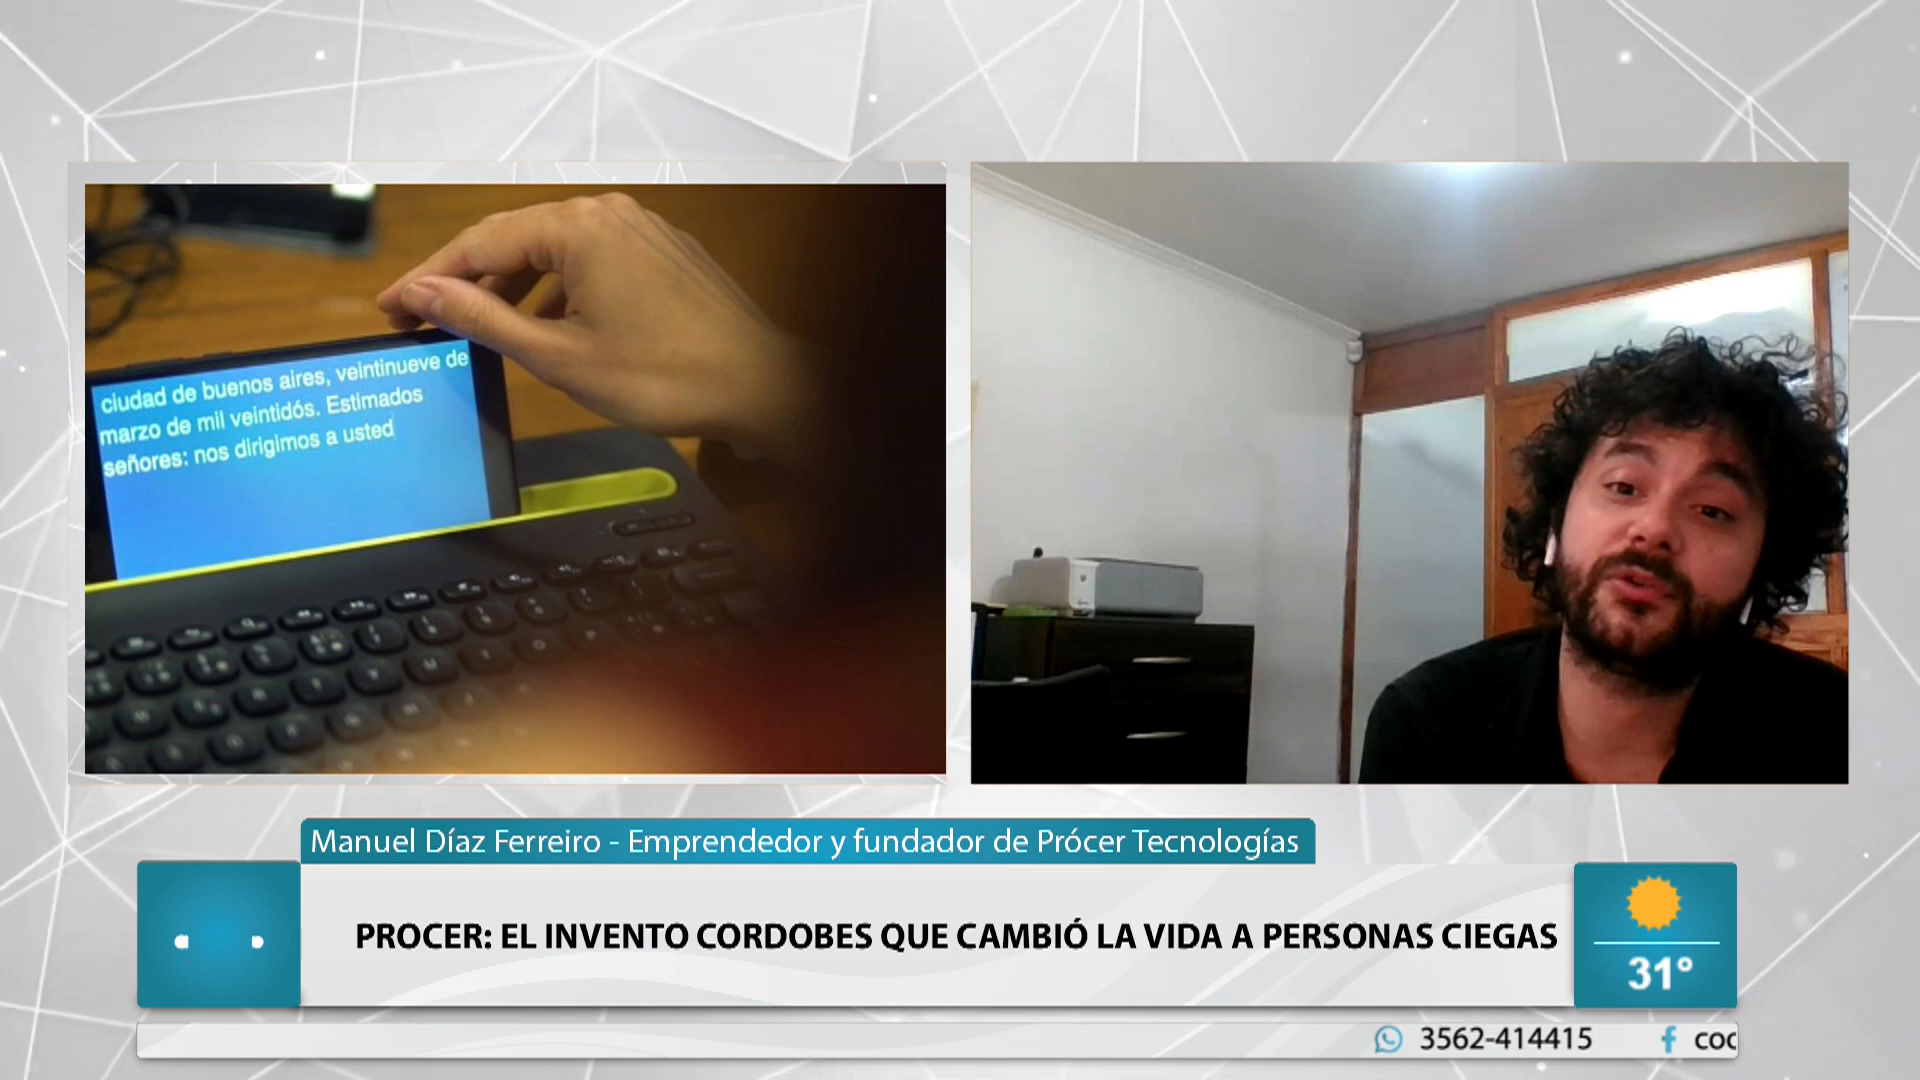 ciudad de buenos aires, veintinueve de
marzo de mil veintidós. Estimados
señores: nos dirigimos a usted
Manuel Díaz Ferreiro - Emprendedor y fundador de Prócer Tecnologías
PROCER: EL INVENTO CORDOBES QUE CAMBIÓ LA VIDA A PERSONAS CIEGAS
31°
3562-414415